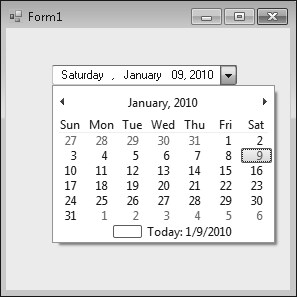 Form1
Saturday , January 09, 2010
January, 2010
Sun Mon Tue Wed Thu Fri Sat
27 28 29 30 31 1 2
3 4 5 6 7 8 9
10 11 12 13 14 15 16
17 18 19 20 21 22 23
24 25 26 27 28 29 30
31 1 2 3 4 5 6
Today: 1/9/2010